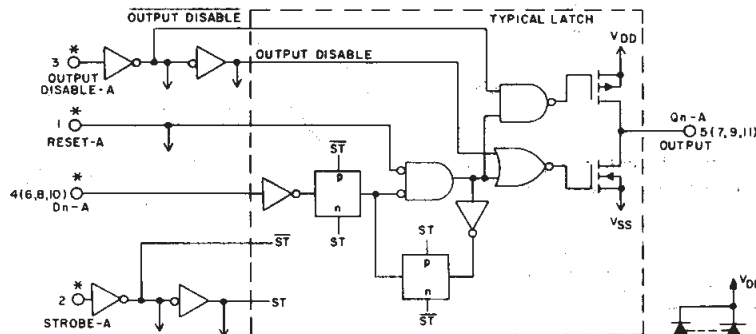 OUTPUT DISABLE
TYPICAL LATCH
VDD
*
3
OUTPUT
DISABLE-A
OUTPUT DISABLE
*
1
RESET-A
Qn-A
5(7,9,11)
OUTPUT
ST
p
n
ST
*
4(6,8,10)
Dn-A
VSS
ST
p
n
ST
ST
*
2
STROBE-A
ST
VDD